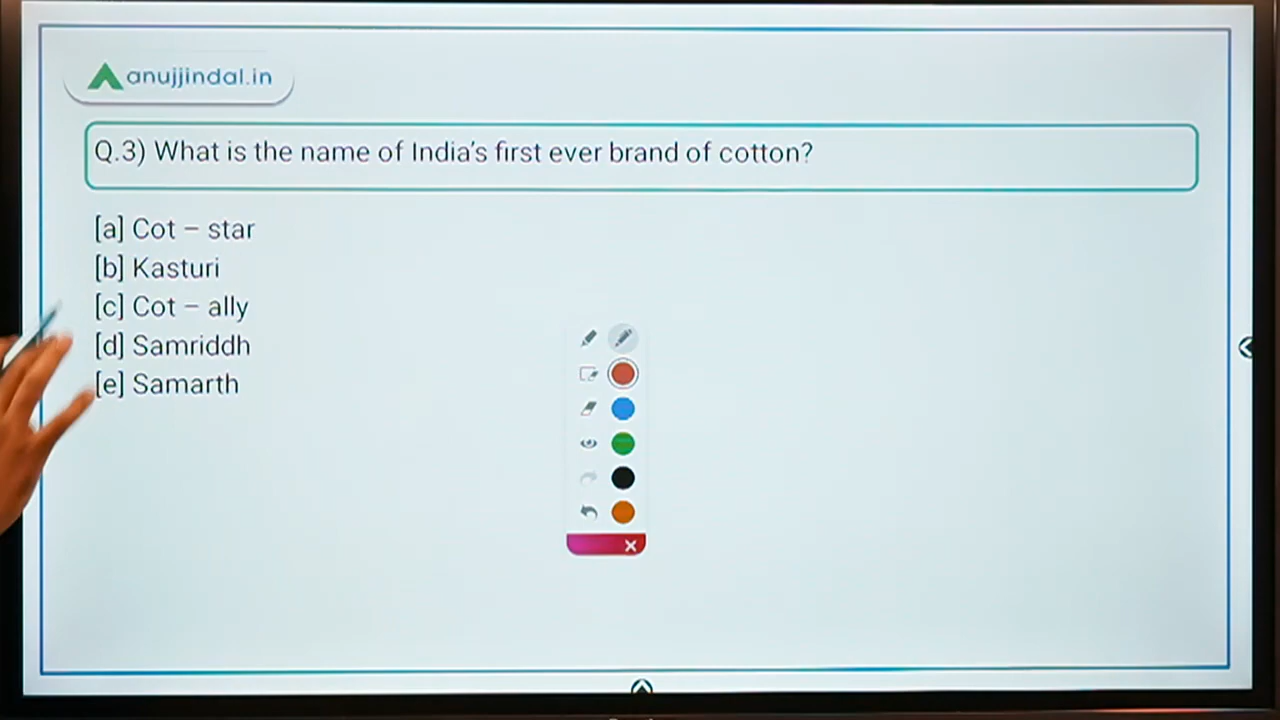 anujjindal.in
Q.3) What is the name of India's first ever brand of cotton?
[a] Cot – star
[b] Kasturi
[c] Cot – ally
[d] Samriddh
[e] Samarth